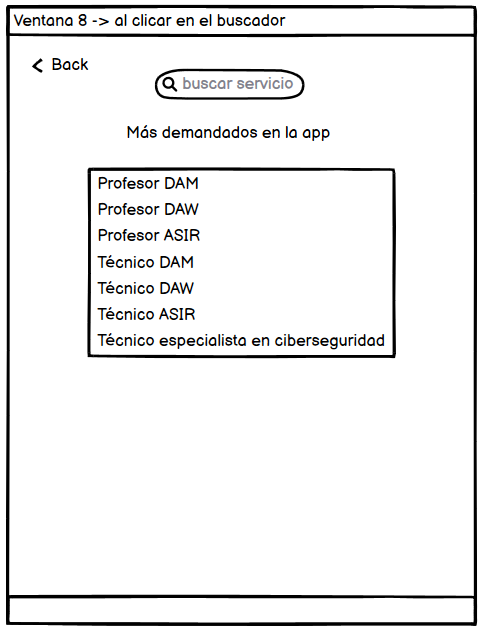 Ventana 8 -> al clicar en el buscador
Back
buscar servicio
Más demandados en la app
Profesor DAM
Profesor DAW
Profesor ASIR
Técnico DAM
Técnico DAW
Técnico ASIR
Técnico especialista en ciberseguridad